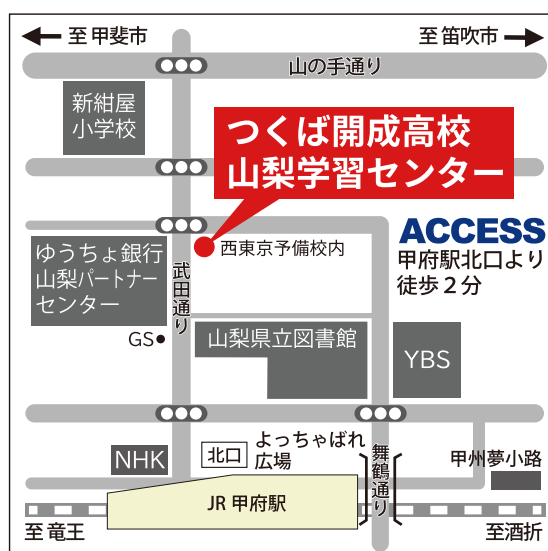 至甲斐市
至笛吹市
山の手通り
新紺屋
小学校
つくば開成高校
山梨学習センター
ACCESS
甲府駅北口より
徒歩2分
西東京予備校内
ゆうちょ銀行
山梨パートナー
センター
武田通り
GS
山梨県立図書館
YBS
NHK
北口
よっちゃばれ
広場
舞鶴通り
甲州夢小路
JR 甲府駅
至竜王
至酒折